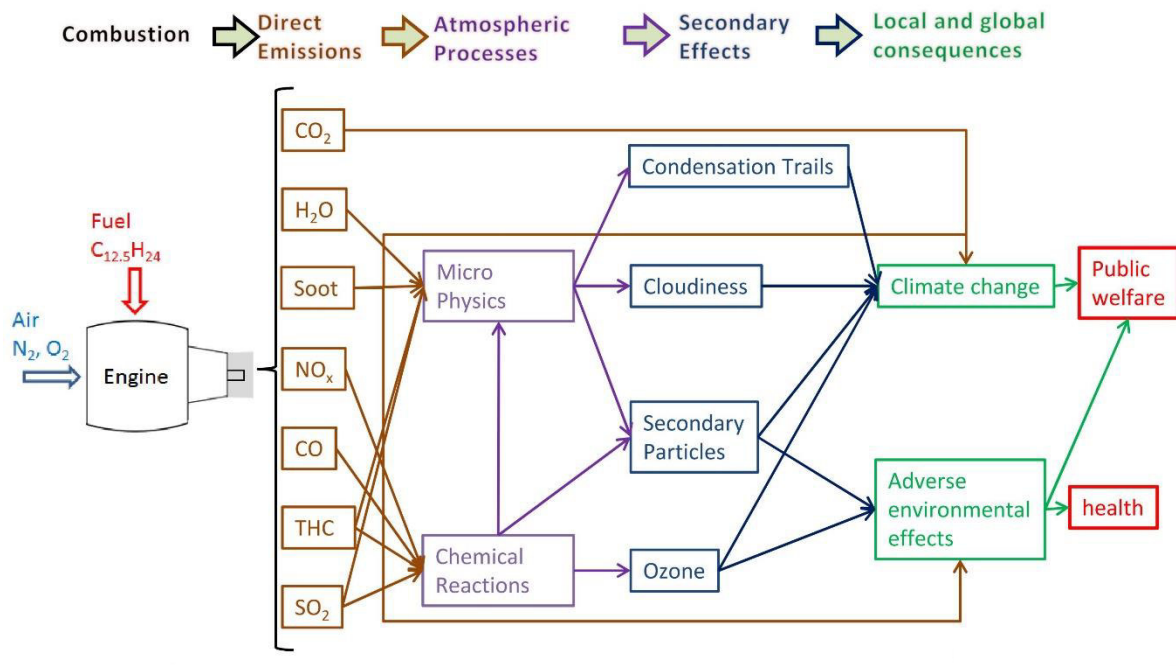 Combustion
Direct
Emissions
Atmospheric
Processes
Secondary
Effects
Local and global
consequences
Fuel
C₁₂.₅H₂₄
Air
N₂, O₂
Engine
CO₂
H₂O
Soot
NOₓ
CO
THC
SO₂
Micro
Physics
Chemical
Reactions
Condensation Trails
Cloudiness
Secondary
Particles
Ozone
Climate change
Adverse
environmental
effects
Public
welfare
health